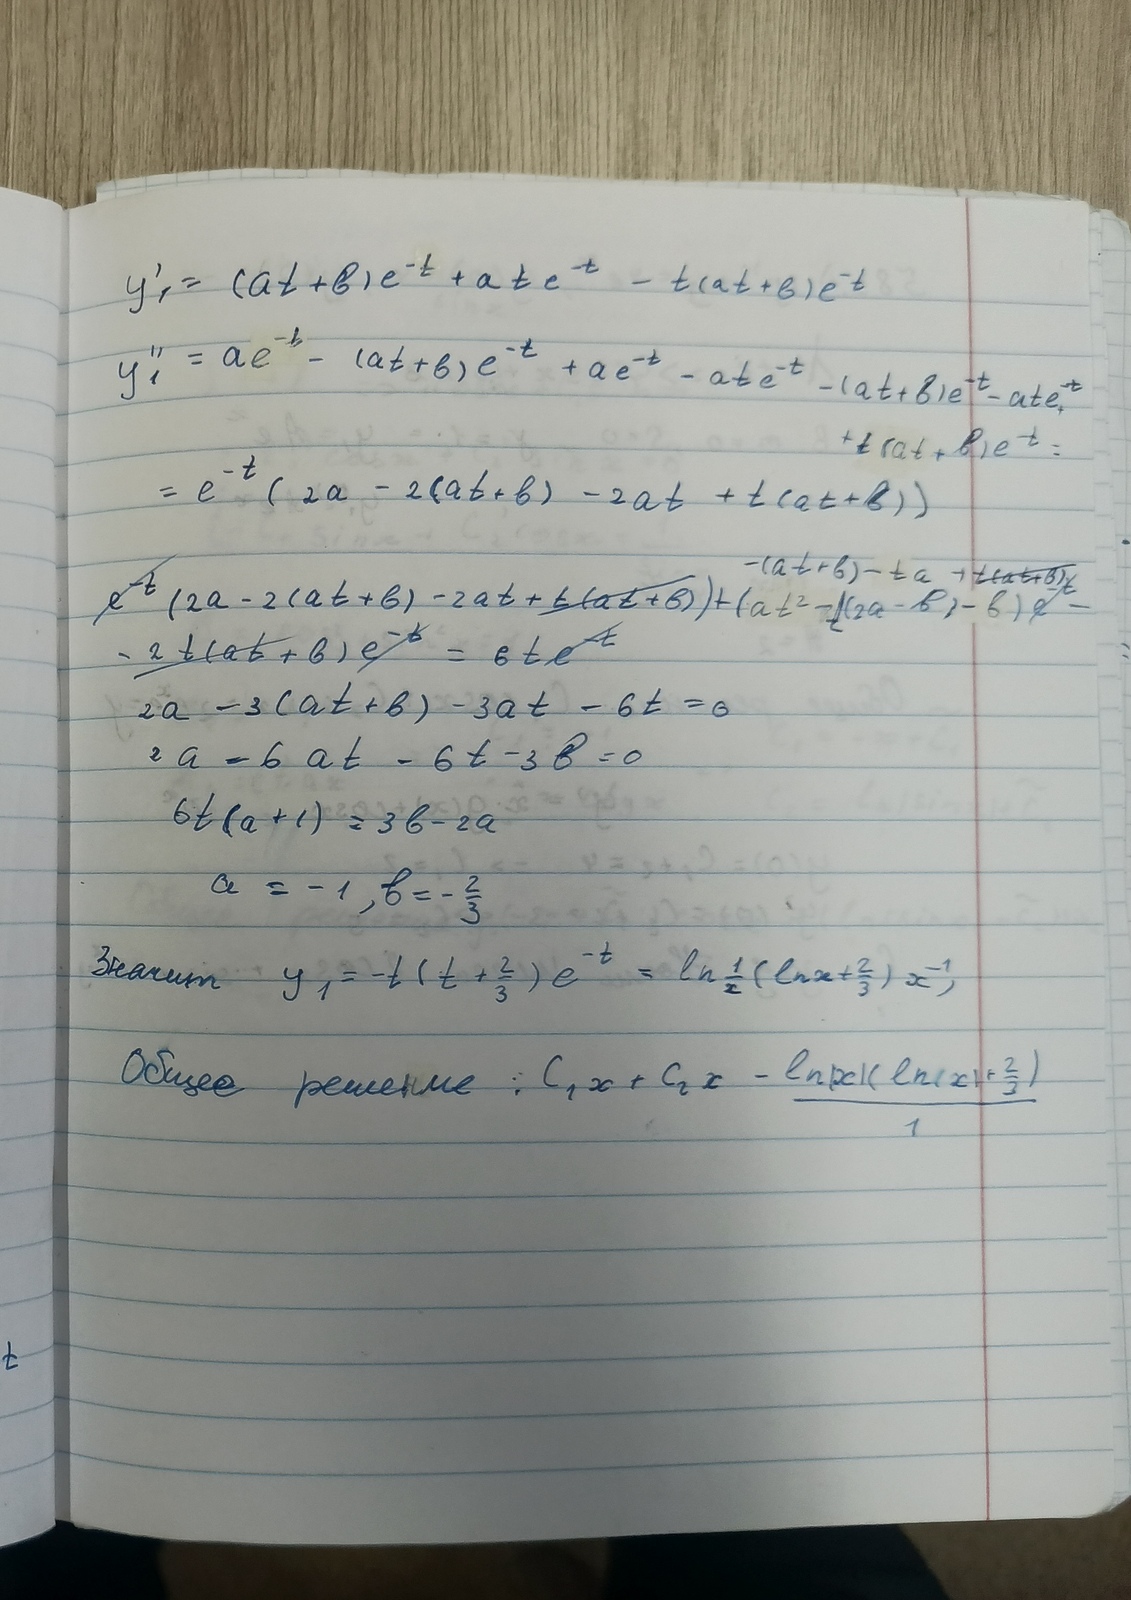 y₁' = (at+b)e^{-t} + ate^{-t} - t(at+b)e^{-t}
y₁'' = ae^{-t} - (at+b)e^{-t} + ae^{-t} - ate^{-t} - (at+b)e^{-t} - ate^{-t}
+t(at+b)e^{-t} =
= e^{-t}(2a - 2(at+b) - 2at + t(at+b))
-(at+b) - ta + t(at+b)
e^{-t}(2a - 2(at+b) - 2at + t(at+b)) + (at² - t(2a-b) - b)e -
- 2t(at+b)e^{-t} = 6te^{-t}
2a - 3(at+b) - 3at - 6t = 0
2a - 6at - 6t - 3b = 0
6t(a+1) = 3b - 2a
a = -1, b = -2/3
Значит y₁ = -t(t+2/3)e^{-t} = ln 1/x (ln x + 2/3) x^{-1},
Общее решение : C₁x + C₂x - ln|x|(ln(x)+2/3)
1
t